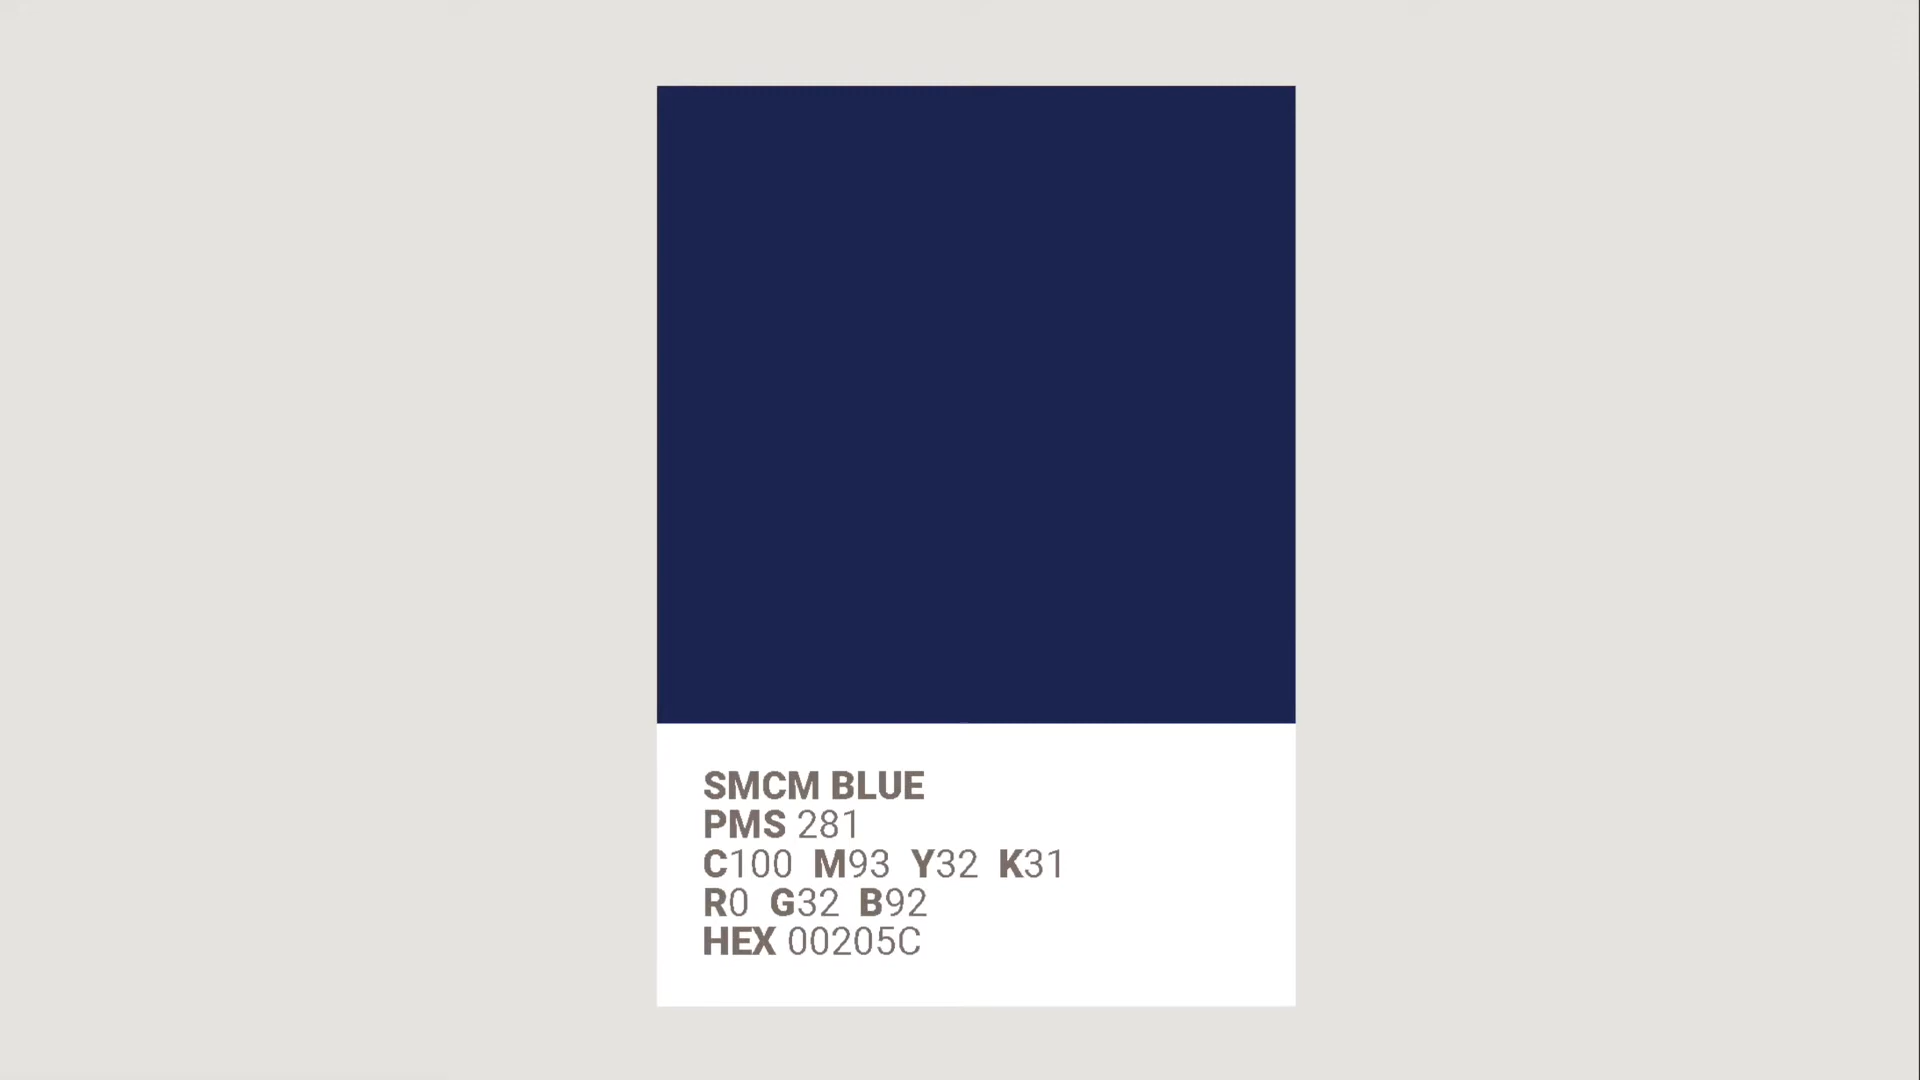 SMCM BLUE
PMS 281
C100 M93 Y32 K31
R0 G32 B92
HEX 00205C